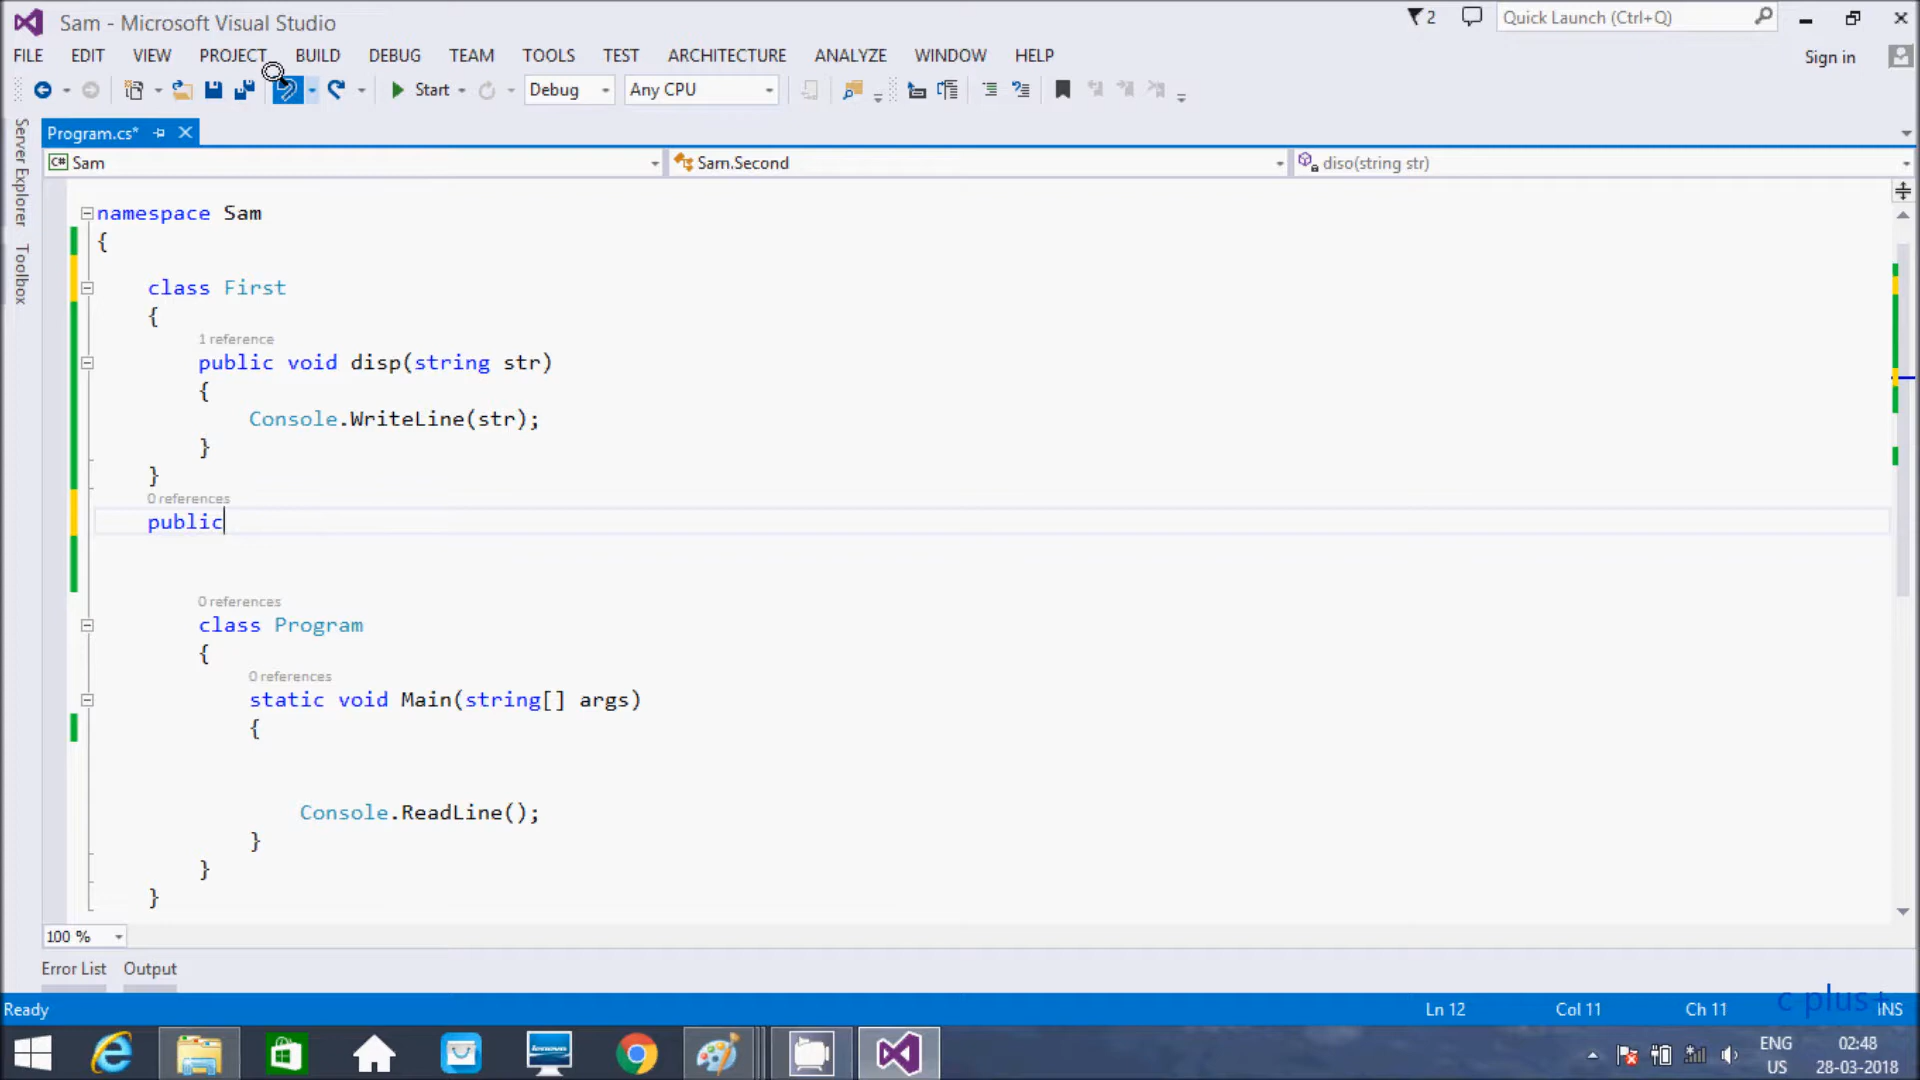 Sam - Microsoft Visual Studio
2
Quick Launch (Ctrl+Q)
FILE EDIT VIEW PROJECT BUILD DEBUG TEAM TOOLS TEST ARCHITECTURE ANALYZE WINDOW HELP
Sign in
Start Debug Any CPU
Server Explorer
Toolbox
Program.cs*
C# Sam
Sam.Second
diso(string str)
namespace Sam
{
class First
{
1 reference
public void disp(string str)
{
Console.WriteLine(str);
}
}
0 references
public
0 references
class Program
{
0 references
static void Main(string[] args)
{
Console.ReadLine();
}
}
}
100 %
Error List Output
Ready
Ln 12 Col 11 Ch 11 INS
c plus+
ENG
US
02:48
28-03-2018